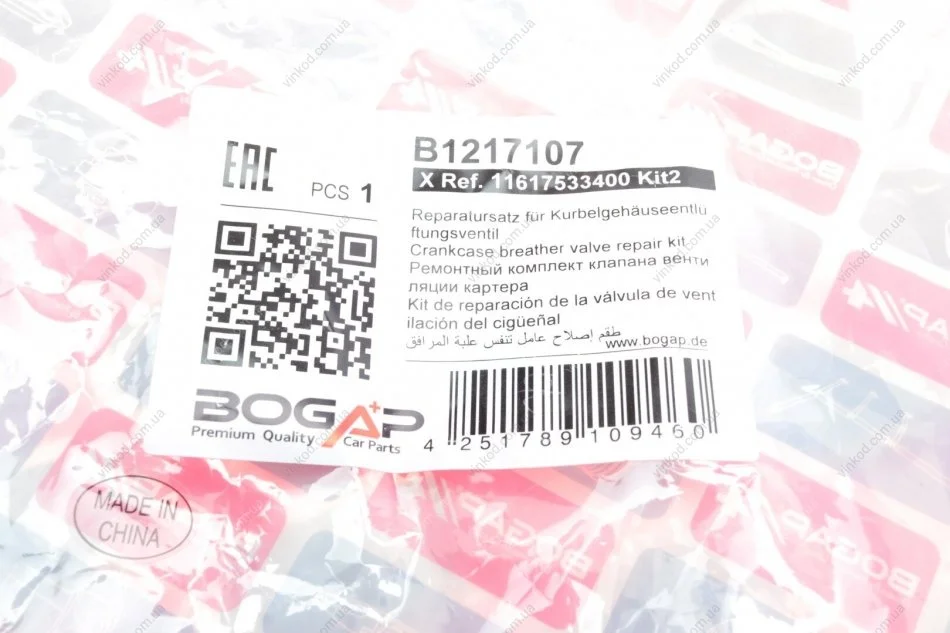 EAC
PCS 1
B1217107
X Ref. 11617533400 Kit2
Reparatursatz für Kurbelgehäuseentlü
ftungsventil
Crankcase breather valve repair kit
Ремонтный комплект клапана венти
ляции картера
Kit de reparación de la válvula de vent
ilación del cigüeñal
طقم إصلاح عامل تنفس علبة المرافق
www.bogap.de
BOGAP
Premium Quality Car Parts
4 251789 109460
MADE IN
CHINA
vinkod.com.ua